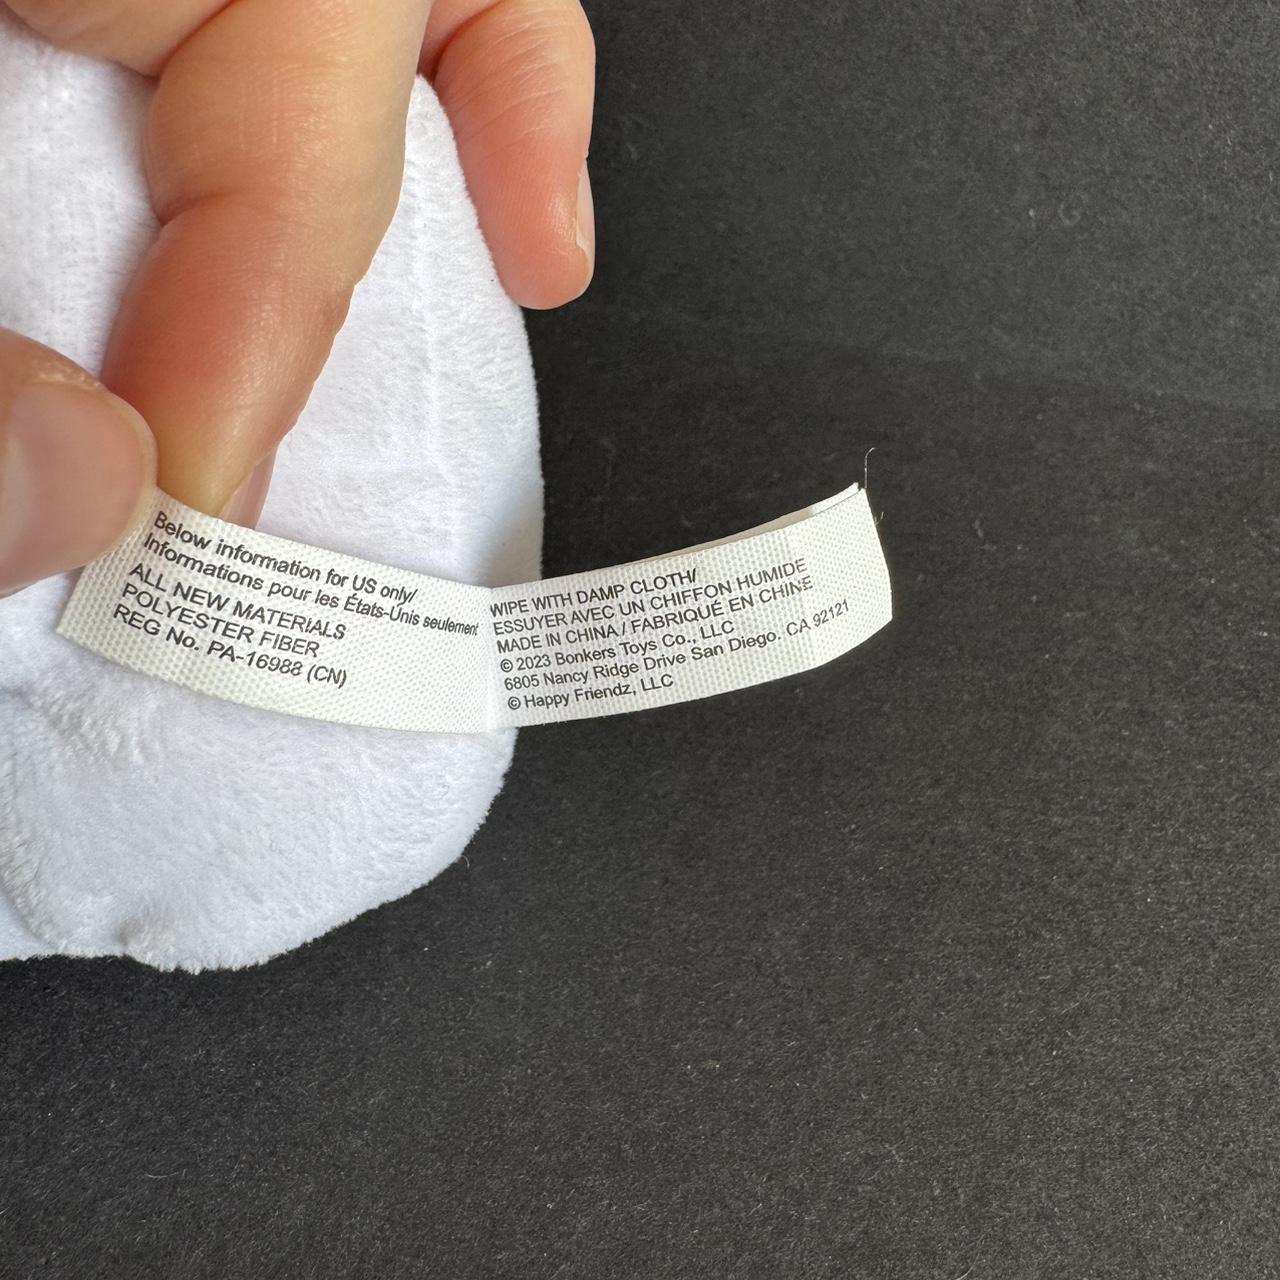 Below information for US only/
Informations pour les États-Unis seulement
ALL NEW MATERIALS
POLYESTER FIBER
REG No. PA-16988 (CN)
WIPE WITH DAMP CLOTH/
ESSUYER AVEC UN CHIFFON HUMIDE
MADE IN CHINA / FABRIQUÉ EN CHINE
© 2023 Bonkers Toys Co., LLC
6805 Nancy Ridge Drive San Diego. CA 92121
© Happy Friendz, LLC